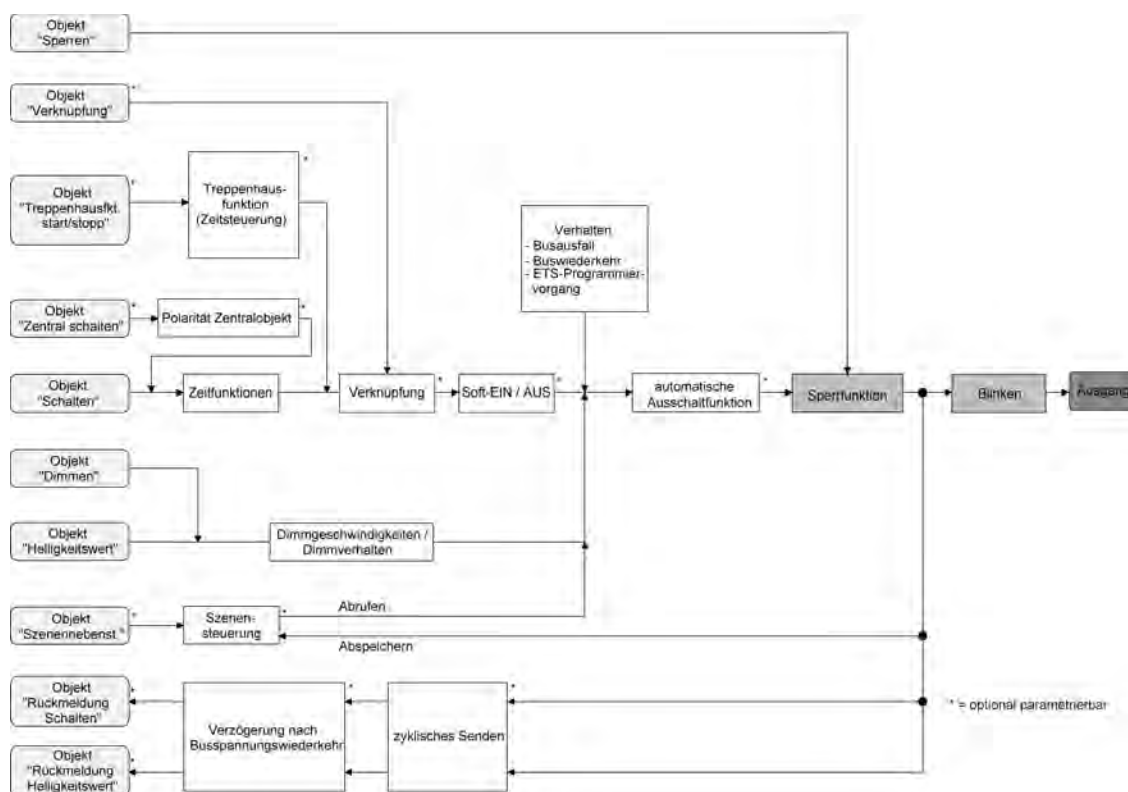 Objekt
"Sperren"
*
Objekt
"Verknüpfung"
*
Objekt
"Treppenhausfkt.
start/stopp"
*
Treppenhaus-
funktion
(Zeitsteuerung)
*
Verhalten
- Busausfall
- Buswiederkehr
- ETS-Programmier-
vorgang
Objekt
"Zentral schalten"
*
Polarität Zentralobjekt
*
Objekt
"Schalten"
Zeitfunktionen
*
Verknüpfung
*
Soft-EIN / AUS
*
automatische
Ausschaltfunktion
*
Sperrfunktion
Blinken
Ausgang
Objekt
"Dimmen"
Objekt
"Helligkeitswert"
Dimmgeschwindigkeiten /
Dimmverhalten
Objekt
"Szenennebenst."
*
Szenen-
steuerung
*
Abrufen
Abspeichern
Objekt
"Rückmeldung
Schalten"
*
Objekt
"Rückmeldung
Helligkeitswert"
*
Verzögerung nach
Busspannungswiederkehr
*
zyklisches Senden
*
* = optional parametrierbar